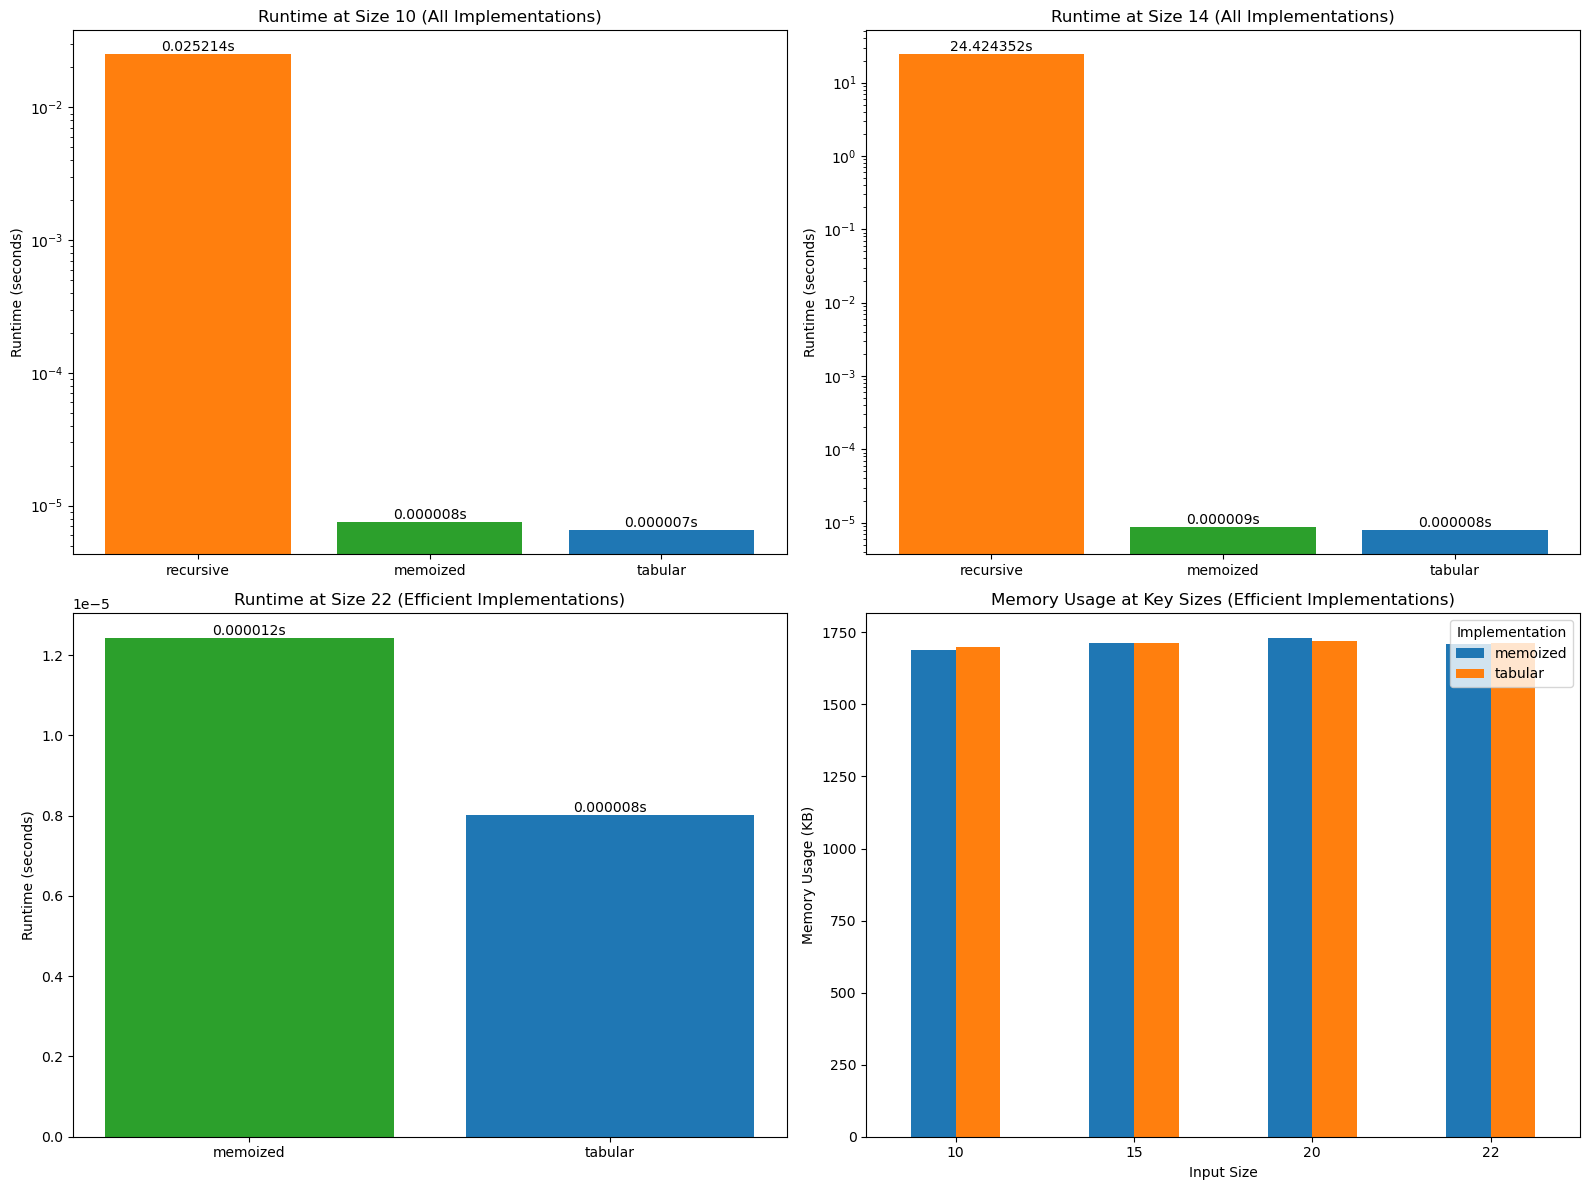 Runtime at Size 10 (All Implementations)
Runtime (seconds)
10⁻²
10⁻³
10⁻⁴
10⁻⁵
0.025214s
0.000008s
0.000007s
recursive
memoized
tabular
Runtime at Size 14 (All Implementations)
Runtime (seconds)
10¹
10⁰
10⁻¹
10⁻²
10⁻³
10⁻⁴
10⁻⁵
24.424352s
0.000009s
0.000008s
recursive
memoized
tabular
Runtime at Size 22 (Efficient Implementations)
1e−5
Runtime (seconds)
1.2
1.0
0.8
0.6
0.4
0.2
0.0
0.000012s
0.000008s
memoized
tabular
Memory Usage at Key Sizes (Efficient Implementations)
Memory Usage (KB)
1750
1500
1250
1000
750
500
250
0
Implementation
memoized
tabular
10
15
20
22
Input Size